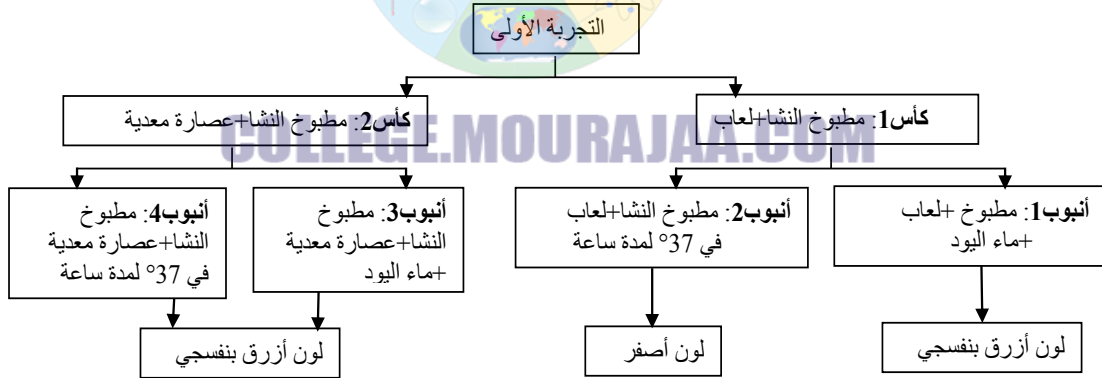 التجربة الأولى
كأس1: مطبوخ النشا+لعاب
كأس2: مطبوخ النشا+عصارة معدية
COLLEGE.MOURAJAA.COM
أنبوب1: مطبوخ +لعاب
+ماء اليود
أنبوب2: مطبوخ النشا+لعاب
في 37° لمدة ساعة
أنبوب3: مطبوخ
النشا+عصارة معدية
+ماء اليود
أنبوب4: مطبوخ
النشا+عصارة معدية
في 37° لمدة ساعة
لون أزرق بنفسجي
لون أصفر
لون أزرق بنفسجي